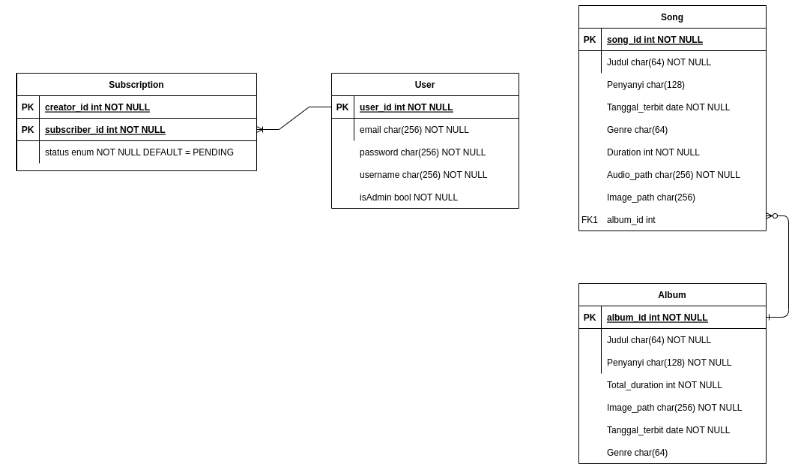 Subscription
PK creator_id int NOT NULL
PK subscriber_id int NOT NULL
status enum NOT NULL DEFAULT = PENDING
User
PK user_id int NOT NULL
email char(256) NOT NULL
password char(256) NOT NULL
username char(256) NOT NULL
isAdmin bool NOT NULL
Song
PK song_id int NOT NULL
Judul char(64) NOT NULL
Penyanyi char(128)
Tanggal_terbit date NOT NULL
Genre char(64)
Duration int NOT NULL
Audio_path char(256) NOT NULL
Image_path char(256)
FK1 album_id int
Album
PK album_id int NOT NULL
Judul char(64) NOT NULL
Penyanyi char(128) NOT NULL
Total_duration int NOT NULL
Image_path char(256) NOT NULL
Tanggal_terbit date NOT NULL
Genre char(64)